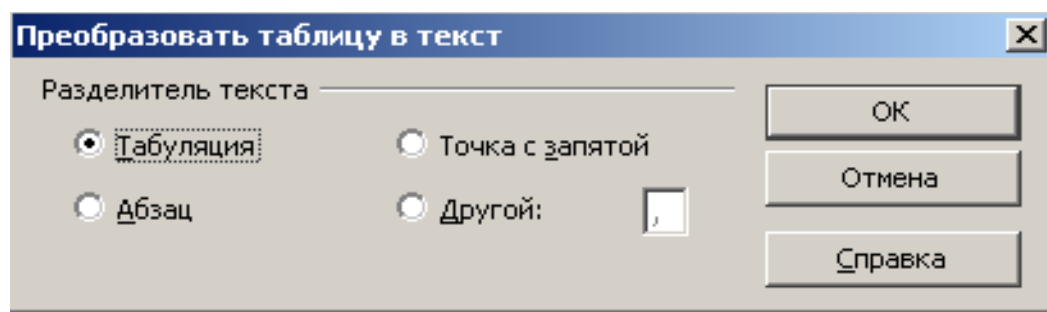 Преобразовать таблицу в текст
Разделитель текста
Табуляция
Точка с запятой
Абзац
Другой: ,
ОК
Отмена
Справка